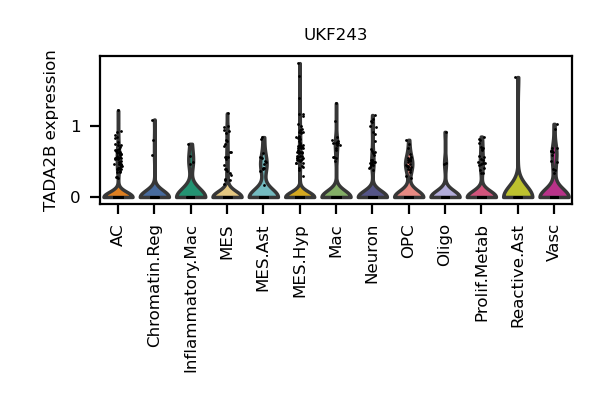 UKF243
TADA2B expression
1
0
AC
Chromatin.Reg
Inflammatory.Mac
MES
MES.Ast
MES.Hyp
Mac
Neuron
OPC
Oligo
Prolif.Metab
Reactive.Ast
Vasc